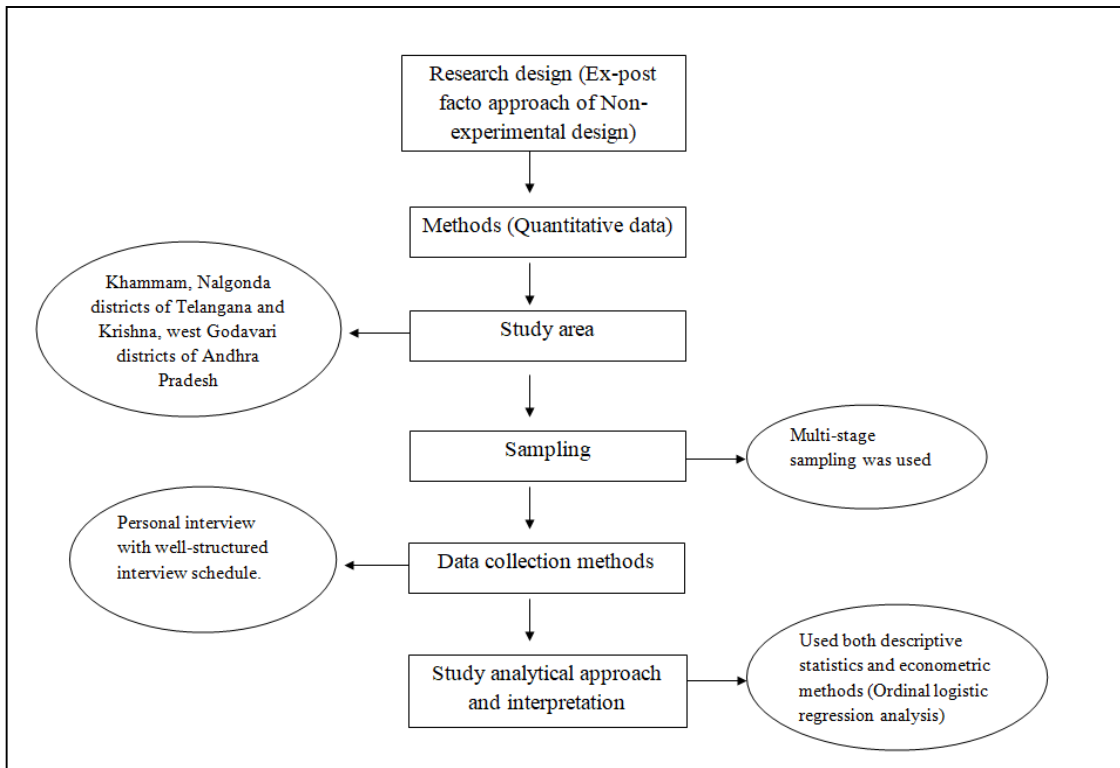 Research design (Ex-post
facto approach of Non-
experimental design)
Methods (Quantitative data)
Khammam, Nalgonda
districts of Telangana and
Krishna, west Godavari
districts of Andhra
Pradesh
Study area
Sampling
Multi-stage
sampling was used
Personal interview
with well-structured
interview schedule.
Data collection methods
Study analytical approach
and interpretation
Used both descriptive
statistics and econometric
methods (Ordinal logistic
regression analysis)